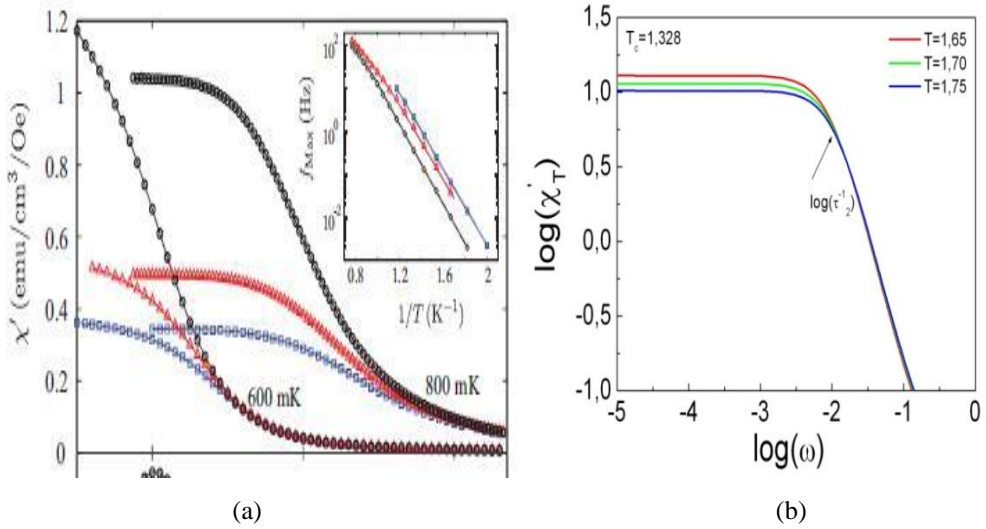 1.2
1
0.8
0.6
0.4
0.2
0
χ′ (emu/cm³/Oe)
600 mK
800 mK
10²
10⁰
10⁻²
f_Max (Hz)
0.8 1.2 1.6 2
1/T (K⁻¹)
(a)
1,5
1,0
0,5
0,0
-0,5
-1,0
log(χ'_T)
T_c=1,328
T=1,65
T=1,70
T=1,75
log(τ⁻¹₂)
-5 -4 -3 -2 -1 0
log(ω)
(b)